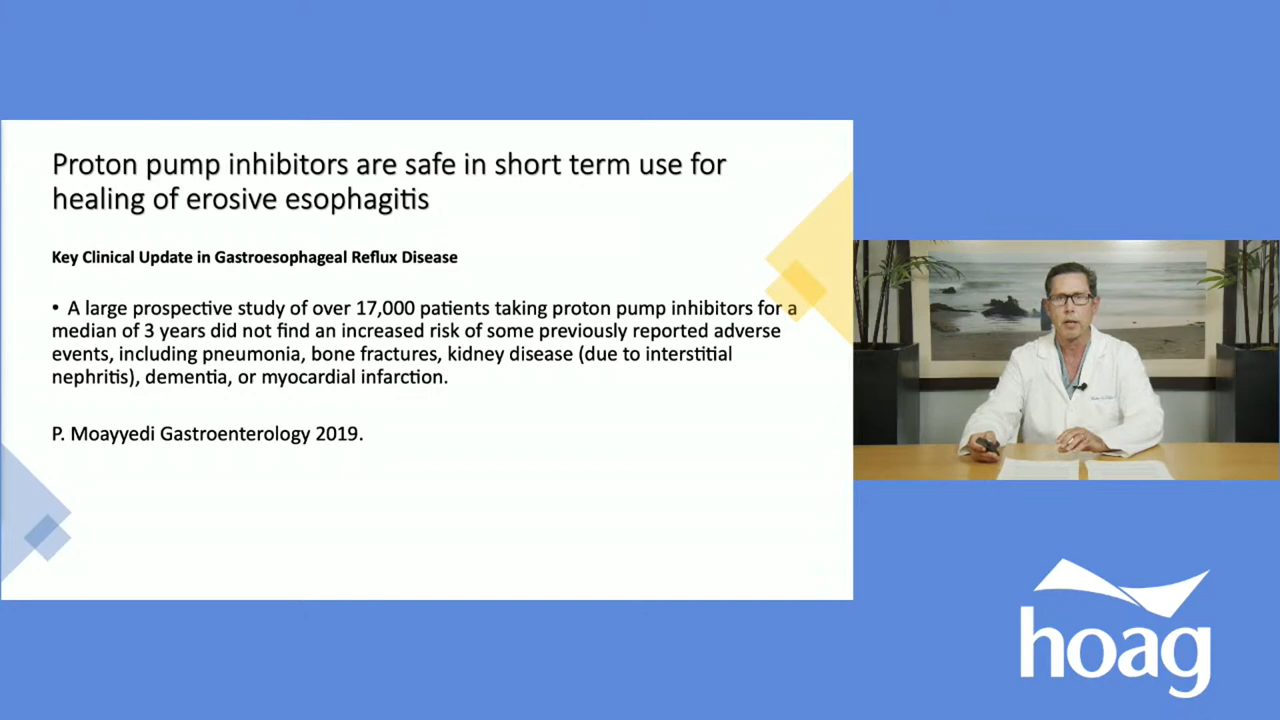 Proton pump inhibitors are safe in short term use for
healing of erosive esophagitis
Key Clinical Update in Gastroesophageal Reflux Disease
• A large prospective study of over 17,000 patients taking proton pump inhibitors for a
median of 3 years did not find an increased risk of some previously reported adverse
events, including pneumonia, bone fractures, kidney disease (due to interstitial
nephritis), dementia, or myocardial infarction.
P. Moayyedi Gastroenterology 2019.
hoag